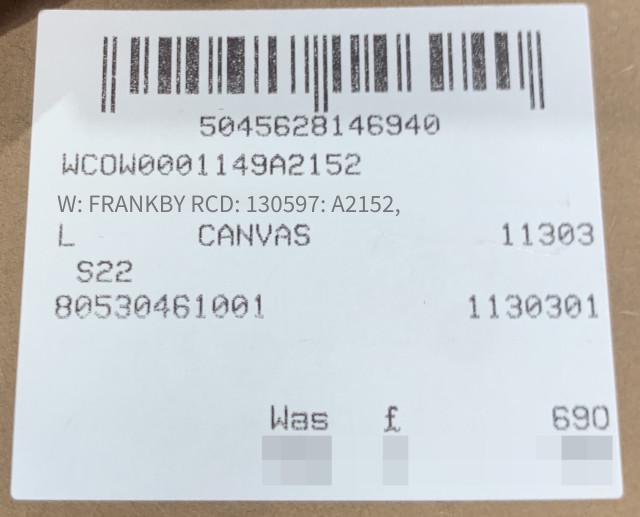 5045628146940
WCOW0001149A2152
W: FRANKBY RCD: 130597: A2152,
L CANVAS 11303
S22
80530461001 1130301
Was £ 690